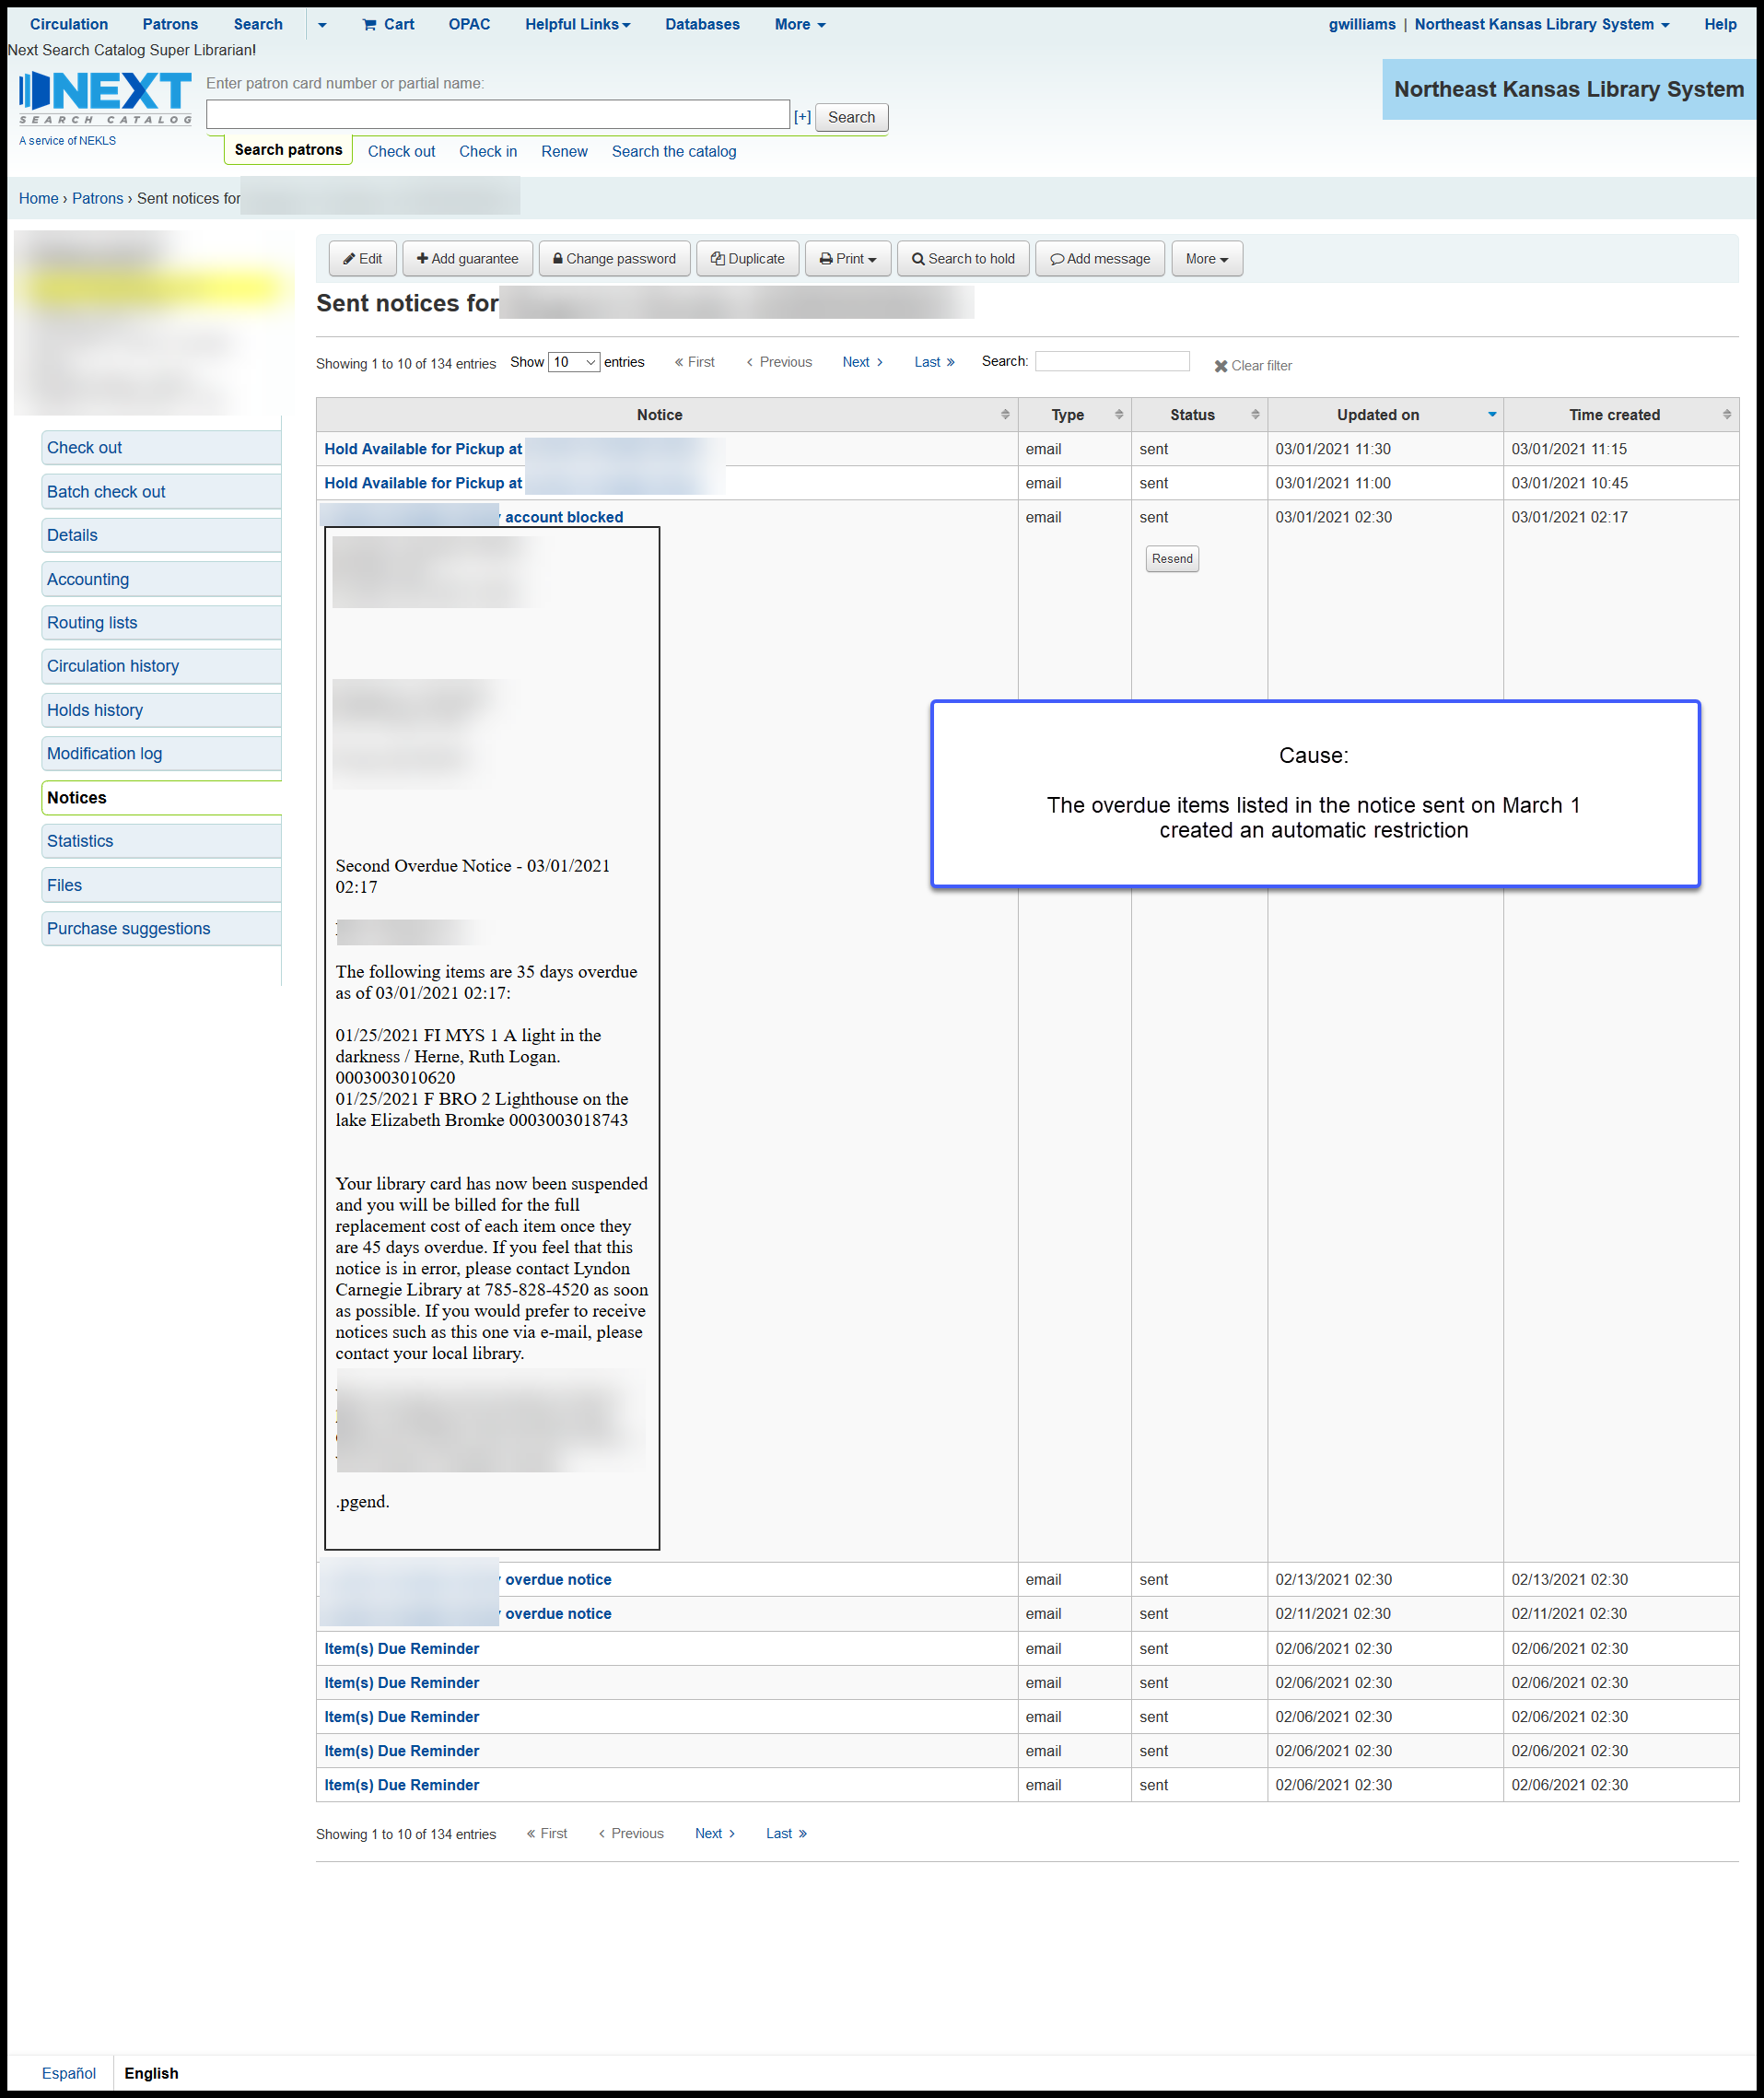 Circulation Patrons Search Cart OPAC Helpful Links Databases More gwilliams | Northeast Kansas Library System Help
Next Search Catalog Super Librarian!
NEXT
SEARCH CATALOG
A service of NEKLS
Enter patron card number or partial name:
[+] Search
Northeast Kansas Library System
Search patrons Check out Check in Renew Search the catalog
Home › Patrons › Sent notices for
Edit Add guarantee Change password Duplicate Print Search to hold Add message More
Sent notices for
Showing 1 to 10 of 134 entries Show 10 entries « First ‹ Previous Next › Last » Search: Clear filter
Notice Type Status Updated on Time created
Hold Available for Pickup at email sent 03/01/2021 11:30 03/01/2021 11:15
Hold Available for Pickup at email sent 03/01/2021 11:00 03/01/2021 10:45
account blocked email sent 03/01/2021 02:30 03/01/2021 02:17
Resend
Check out
Batch check out
Details
Accounting
Routing lists
Circulation history
Holds history
Modification log
Notices
Statistics
Files
Purchase suggestions
Cause:
The overdue items listed in the notice sent on March 1
created an automatic restriction
Second Overdue Notice - 03/01/2021
02:17
The following items are 35 days overdue
as of 03/01/2021 02:17:
01/25/2021 FI MYS 1 A light in the
darkness / Herne, Ruth Logan.
0003003010620
01/25/2021 F BRO 2 Lighthouse on the
lake Elizabeth Bromke 0003003018743
Your library card has now been suspended
and you will be billed for the full
replacement cost of each item once they
are 45 days overdue. If you feel that this
notice is in error, please contact Lyndon
Carnegie Library at 785-828-4520 as soon
as possible. If you would prefer to receive
notices such as this one via e-mail, please
contact your local library.
.pgend.
overdue notice email sent 02/13/2021 02:30 02/13/2021 02:30
overdue notice email sent 02/11/2021 02:30 02/11/2021 02:30
Item(s) Due Reminder email sent 02/06/2021 02:30 02/06/2021 02:30
Item(s) Due Reminder email sent 02/06/2021 02:30 02/06/2021 02:30
Item(s) Due Reminder email sent 02/06/2021 02:30 02/06/2021 02:30
Item(s) Due Reminder email sent 02/06/2021 02:30 02/06/2021 02:30
Item(s) Due Reminder email sent 02/06/2021 02:30 02/06/2021 02:30
Showing 1 to 10 of 134 entries « First ‹ Previous Next › Last »
Español English